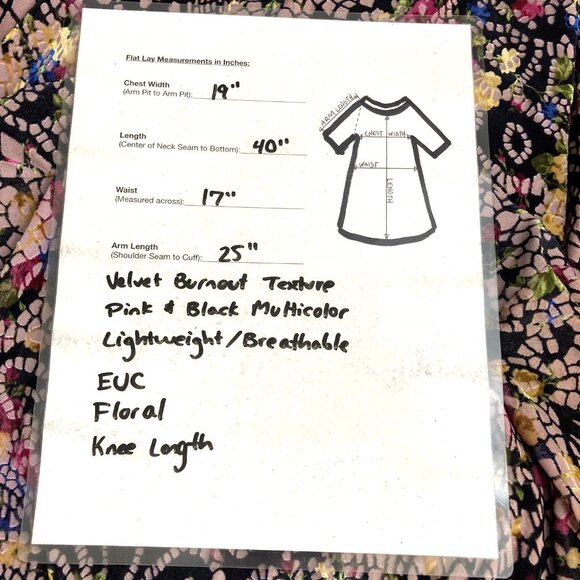 Flat Lay Measurements in Inches:
Chest Width
(Arm Pit to Arm Pit): 19"
Length
(Center of Neck Seam to Bottom): 40"
Waist
(Measured across): 17"
Arm Length
(Shoulder Seam to Cuff): 25"
ARM LENGTH
CHEST WIDTH
WAIST
LENGTH
Velvet Burnout Texture
Pink & Black Multicolor
Lightweight/Breathable
EUC
Floral
Knee Length